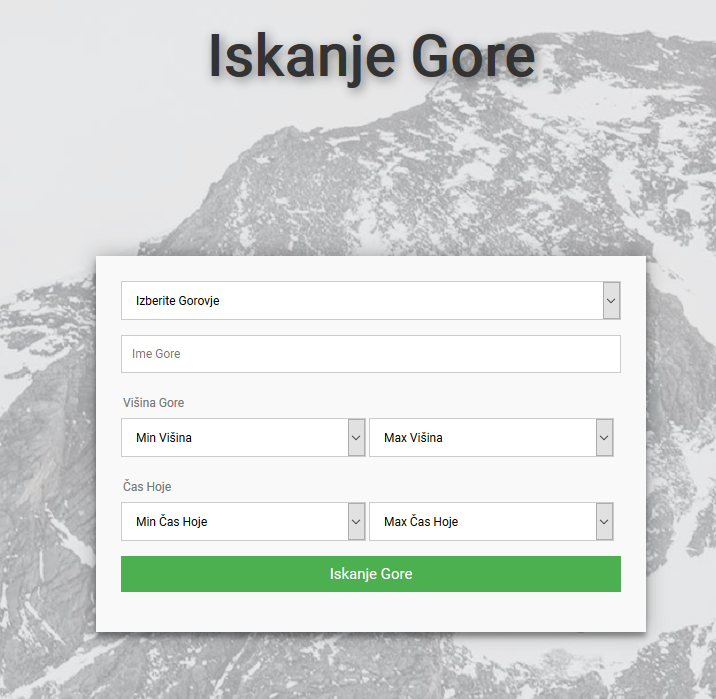 Iskanje Gore
Izberite Gorovje
Ime Gore
Višina Gore
Min Višina Max Višina
Čas Hoje
Min Čas Hoje Max Čas Hoje
Iskanje Gore